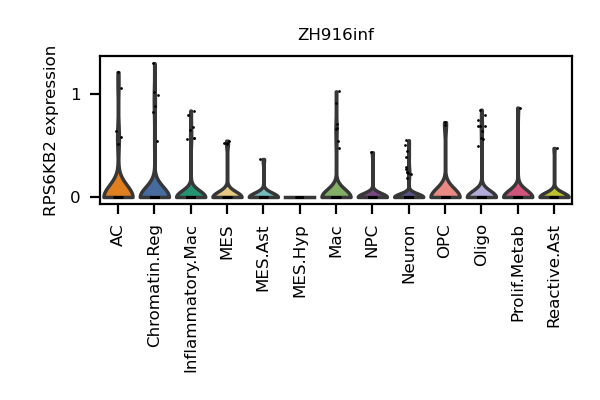 ZH916inf
RPS6KB2 expression
1
0
AC
Chromatin.Reg
Inflammatory.Mac
MES
MES.Ast
MES.Hyp
Mac
NPC
Neuron
OPC
Oligo
Prolif.Metab
Reactive.Ast